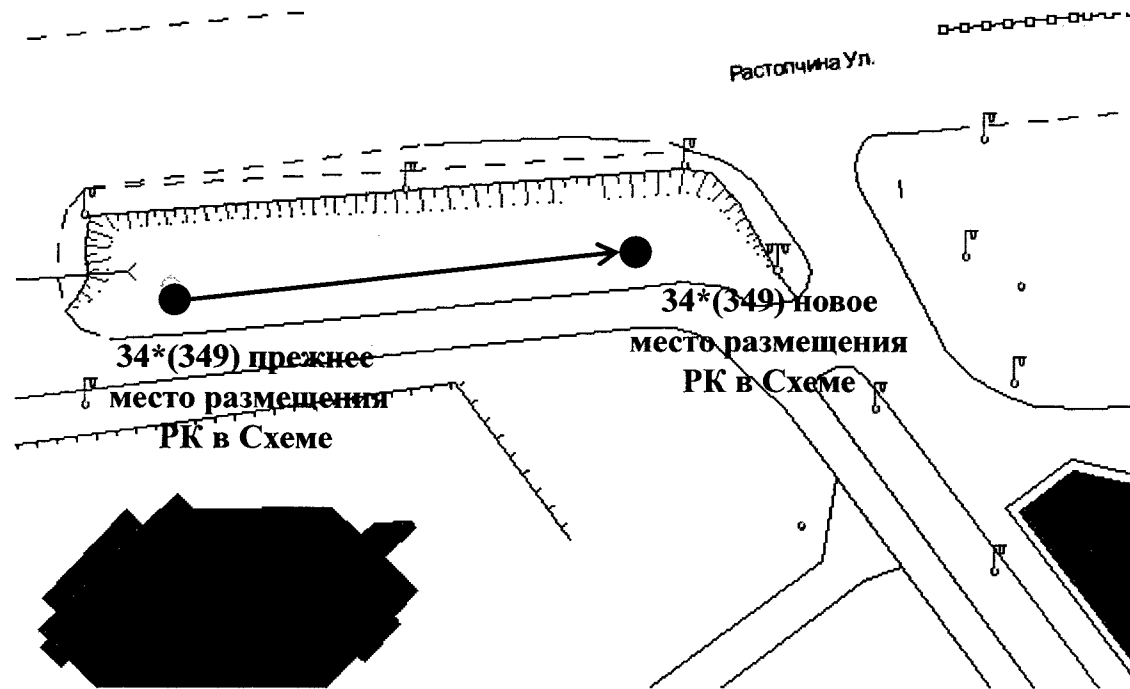 Растопчина Ул.
34*(349) новое
место размещения
РК в Схеме
34*(349) прежнее
место размещения
РК в Схеме